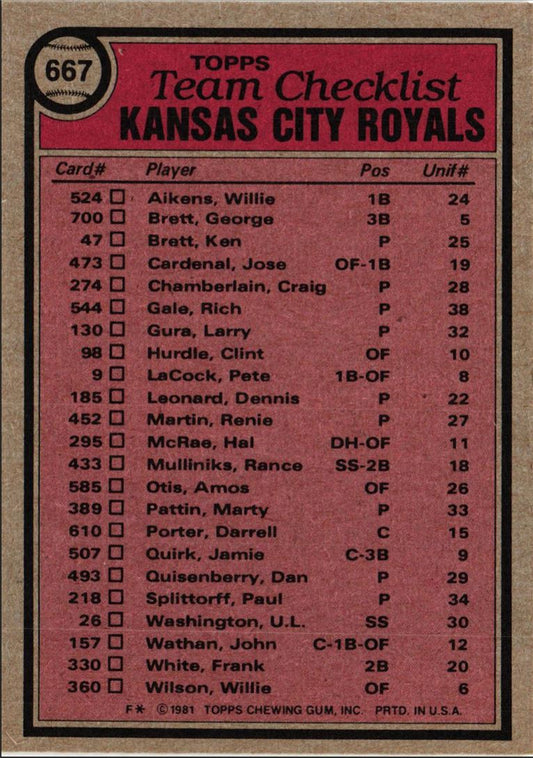 667
TOPPS
Team Checklist
KANSAS CITY ROYALS
Card# Player Pos Unif#
524 Aikens, Willie 1B 24
700 Brett, George 3B 5
47 Brett, Ken P 25
473 Cardenal, Jose OF-1B 19
274 Chamberlain, Craig P 28
544 Gale, Rich P 38
130 Gura, Larry P 32
98 Hurdle, Clint OF 10
9 LaCock, Pete 1B-OF 8
185 Leonard, Dennis P 22
452 Martin, Renie P 27
295 McRae, Hal DH-OF 11
433 Mulliniks, Rance SS-2B 18
585 Otis, Amos OF 26
389 Pattin, Marty P 33
610 Porter, Darrell C 15
507 Quirk, Jamie C-3B 9
493 Quisenberry, Dan P 29
218 Splittorff, Paul P 34
26 Washington, U.L. SS 30
157 Wathan, John C-1B-OF 12
330 White, Frank 2B 20
360 Wilson, Willie OF 6
F* ©1981 TOPPS CHEWING GUM, INC. PRTD. IN U.S.A.